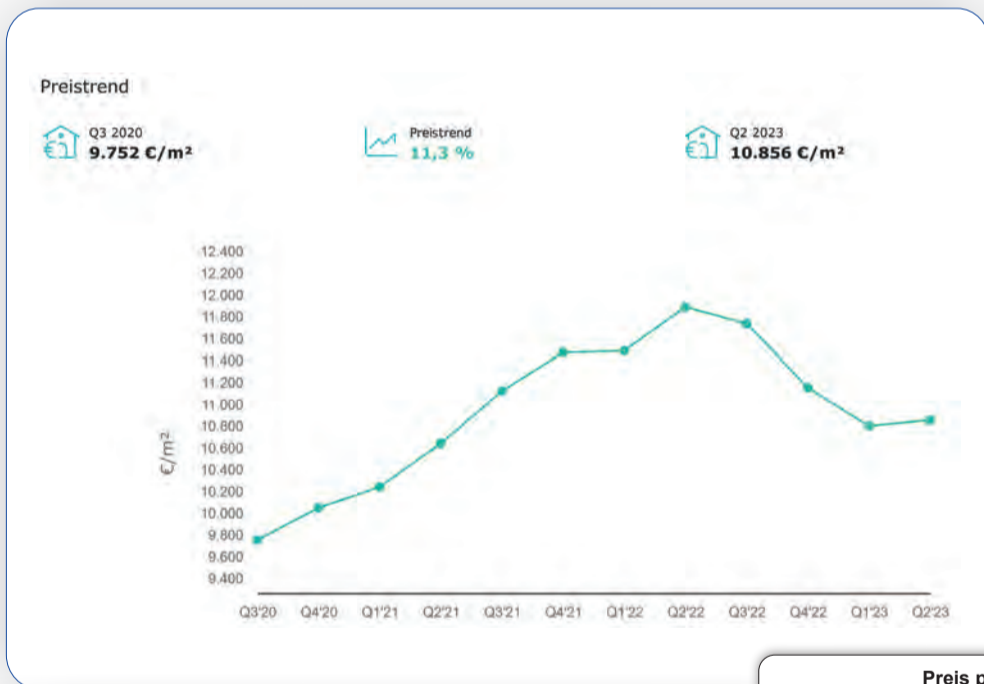 Preistrend
Q3 2020
9.752 €/m²
Preistrend
11,3 %
Q2 2023
10.856 €/m²
€/m²
12.400
12.200
12.000
11.800
11.600
11.400
11.200
11.000
10.800
10.600
10.400
10.200
10.000
9.800
9.600
9.400
Q3'20 Q4'20 Q1'21 Q2'21 Q3'21 Q4'21 Q1'22 Q2'22 Q3'22 Q4'22 Q1'23 Q2'23
Preis p